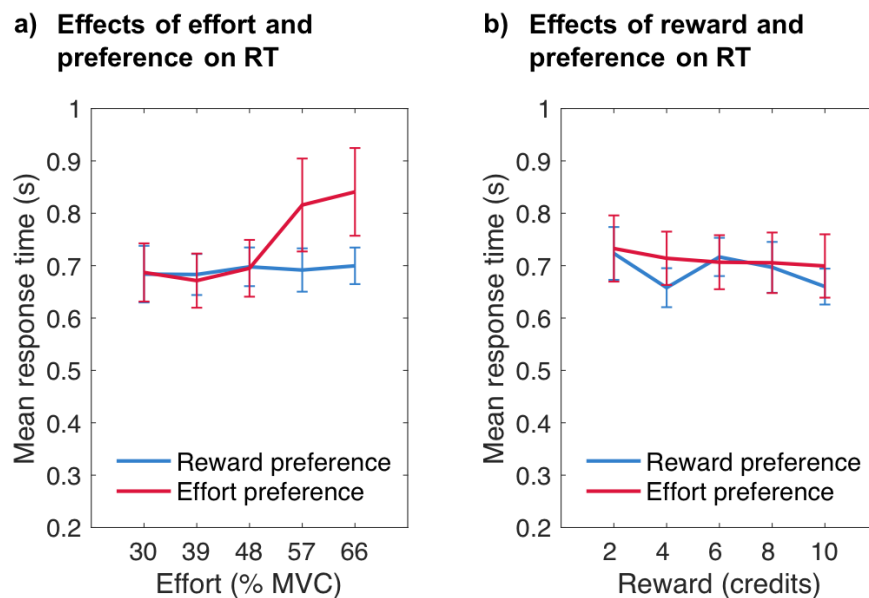 a) Effects of effort and
preference on RT
Mean response time (s)
1
0.9
0.8
0.7
0.6
0.5
0.4
0.3
0.2
Reward preference
Effort preference
30 39 48 57 66
Effort (% MVC)
b) Effects of reward and
preference on RT
Mean response time (s)
1
0.9
0.8
0.7
0.6
0.5
0.4
0.3
0.2
Reward preference
Effort preference
2 4 6 8 10
Reward (credits)